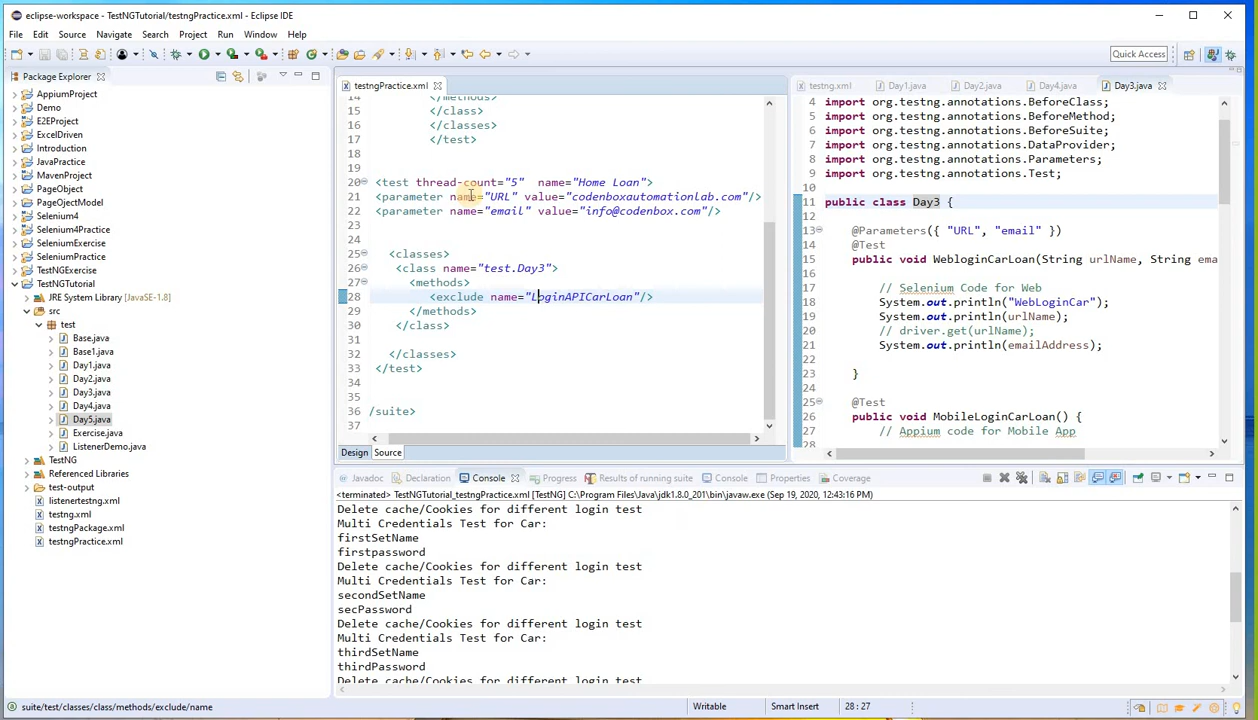 eclipse-workspace - TestNGTutorial/testngPractice.xml - Eclipse IDE
File Edit Source Navigate Search Project Run Window Help
Quick Access
Package Explorer
AppiumProject
Demo
E2EProject
ExcelDriven
Introduction
JavaPractice
MavenProject
PageObject
PageOjectModel
Selenium4
Selenium4Practice
SeleniumExercise
TestNGExercise
TestNGTutorial
JRE System Library [JavaSE-1.8]
src
test
Base.java
Base1.java
Day1.java
Day2.java
Day3.java
Day4.java
Day5.java
Exercise.java
ListenerDemo.java
TestNG
Referenced Libraries
test-output
listenertestng.xml
testng.xml
testngPackage.xml
testngPractice.xml
testngPractice.xml
14 </methods>
15 </class>
16 </classes>
17 </test>
18
19
20 <test thread-count="5" name="Home Loan">
21 <parameter name="URL" value="codenboxautomationlab.com"/>
22 <parameter name="email" value="info@codenbox.com"/>
23
24
25 <classes>
26 <class name="test.Day3">
27 <methods>
28 <exclude name="LoginAPICarLoan"/>
29 </methods>
30 </class>
31
32 </classes>
33 </test>
34
35
36 /suite>
37
Design Source
testng.xml Day1.java Day2.java Day4.java Day3.java
4 import org.testng.annotations.BeforeClass;
5 import org.testng.annotations.BeforeMethod;
6 import org.testng.annotations.BeforeSuite;
7 import org.testng.annotations.DataProvider;
8 import org.testng.annotations.Parameters;
9 import org.testng.annotations.Test;
10
11 public class Day3 {
12
13 @Parameters({ "URL", "email" })
14 @Test
15 public void WebloginCarLoan(String urlName, String ema
16
17 // Selenium Code for Web
18 System.out.println("WebLoginCar");
19 System.out.println(urlName);
20 // driver.get(urlName);
21 System.out.println(emailAddress);
22
23 }
24
25 @Test
26 public void MobileLoginCarLoan() {
27 // Appium code for Mobile App
28
Javadoc Declaration Console Progress Results of running suite Console Properties Coverage
<terminated> TestNGTutorial_testngPractice.xml [TestNG] C:\Program Files\Java\jdk1.8.0_201\bin\javaw.exe (Sep 19, 2020, 12:43:16 PM)
Delete cache/Cookies for different login test
Multi Credentials Test for Car:
firstSetName
firstpassword
Delete cache/Cookies for different login test
Multi Credentials Test for Car:
secondSetName
secPassword
Delete cache/Cookies for different login test
Multi Credentials Test for Car:
thirdSetName
thirdPassword
Delete cache/Cookies for different login test
suite/test/classes/class/methods/exclude/name
Writable
Smart Insert
28 : 27